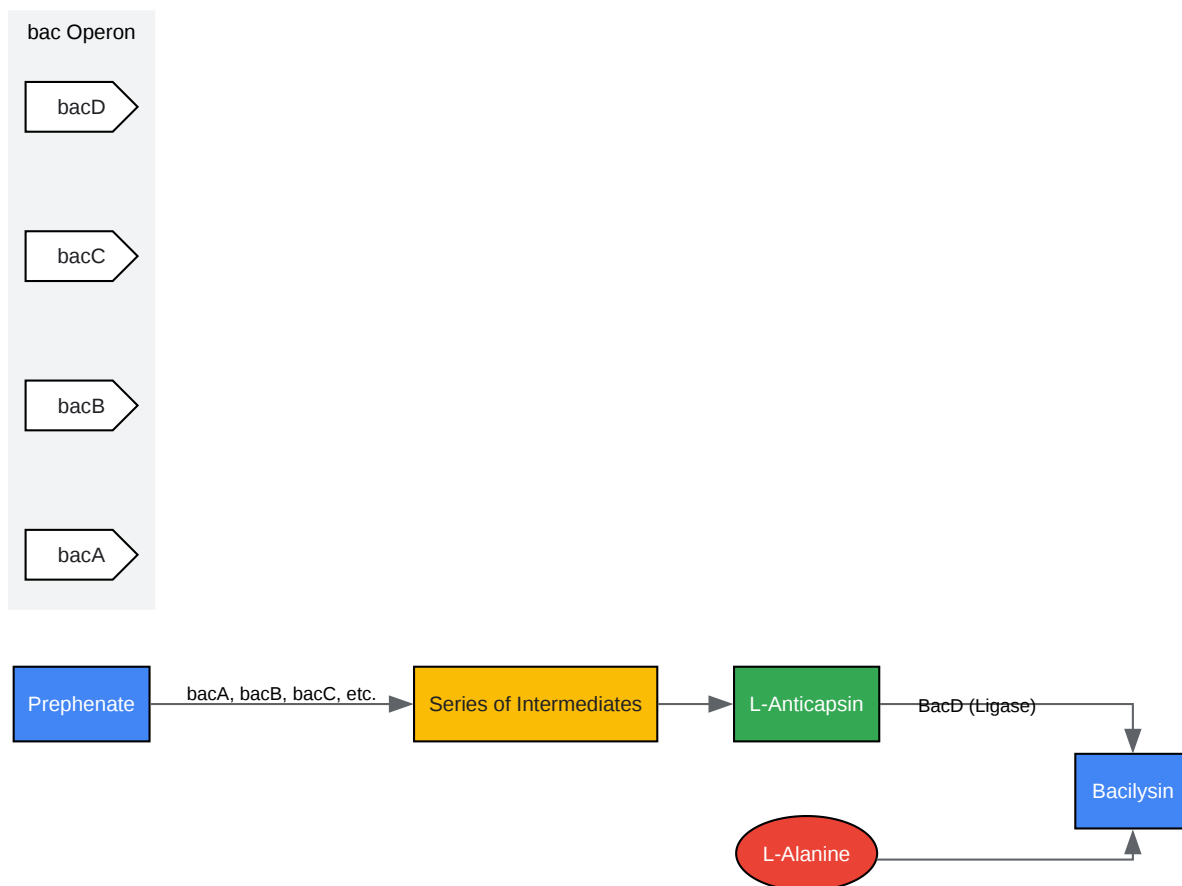 bac Operon
bacD
bacC
bacB
bacA
Prephenate
bacA, bacB, bacC, etc.
Series of Intermediates
L-Anticapsin
BacD (Ligase)
Bacilysin
L-Alanine